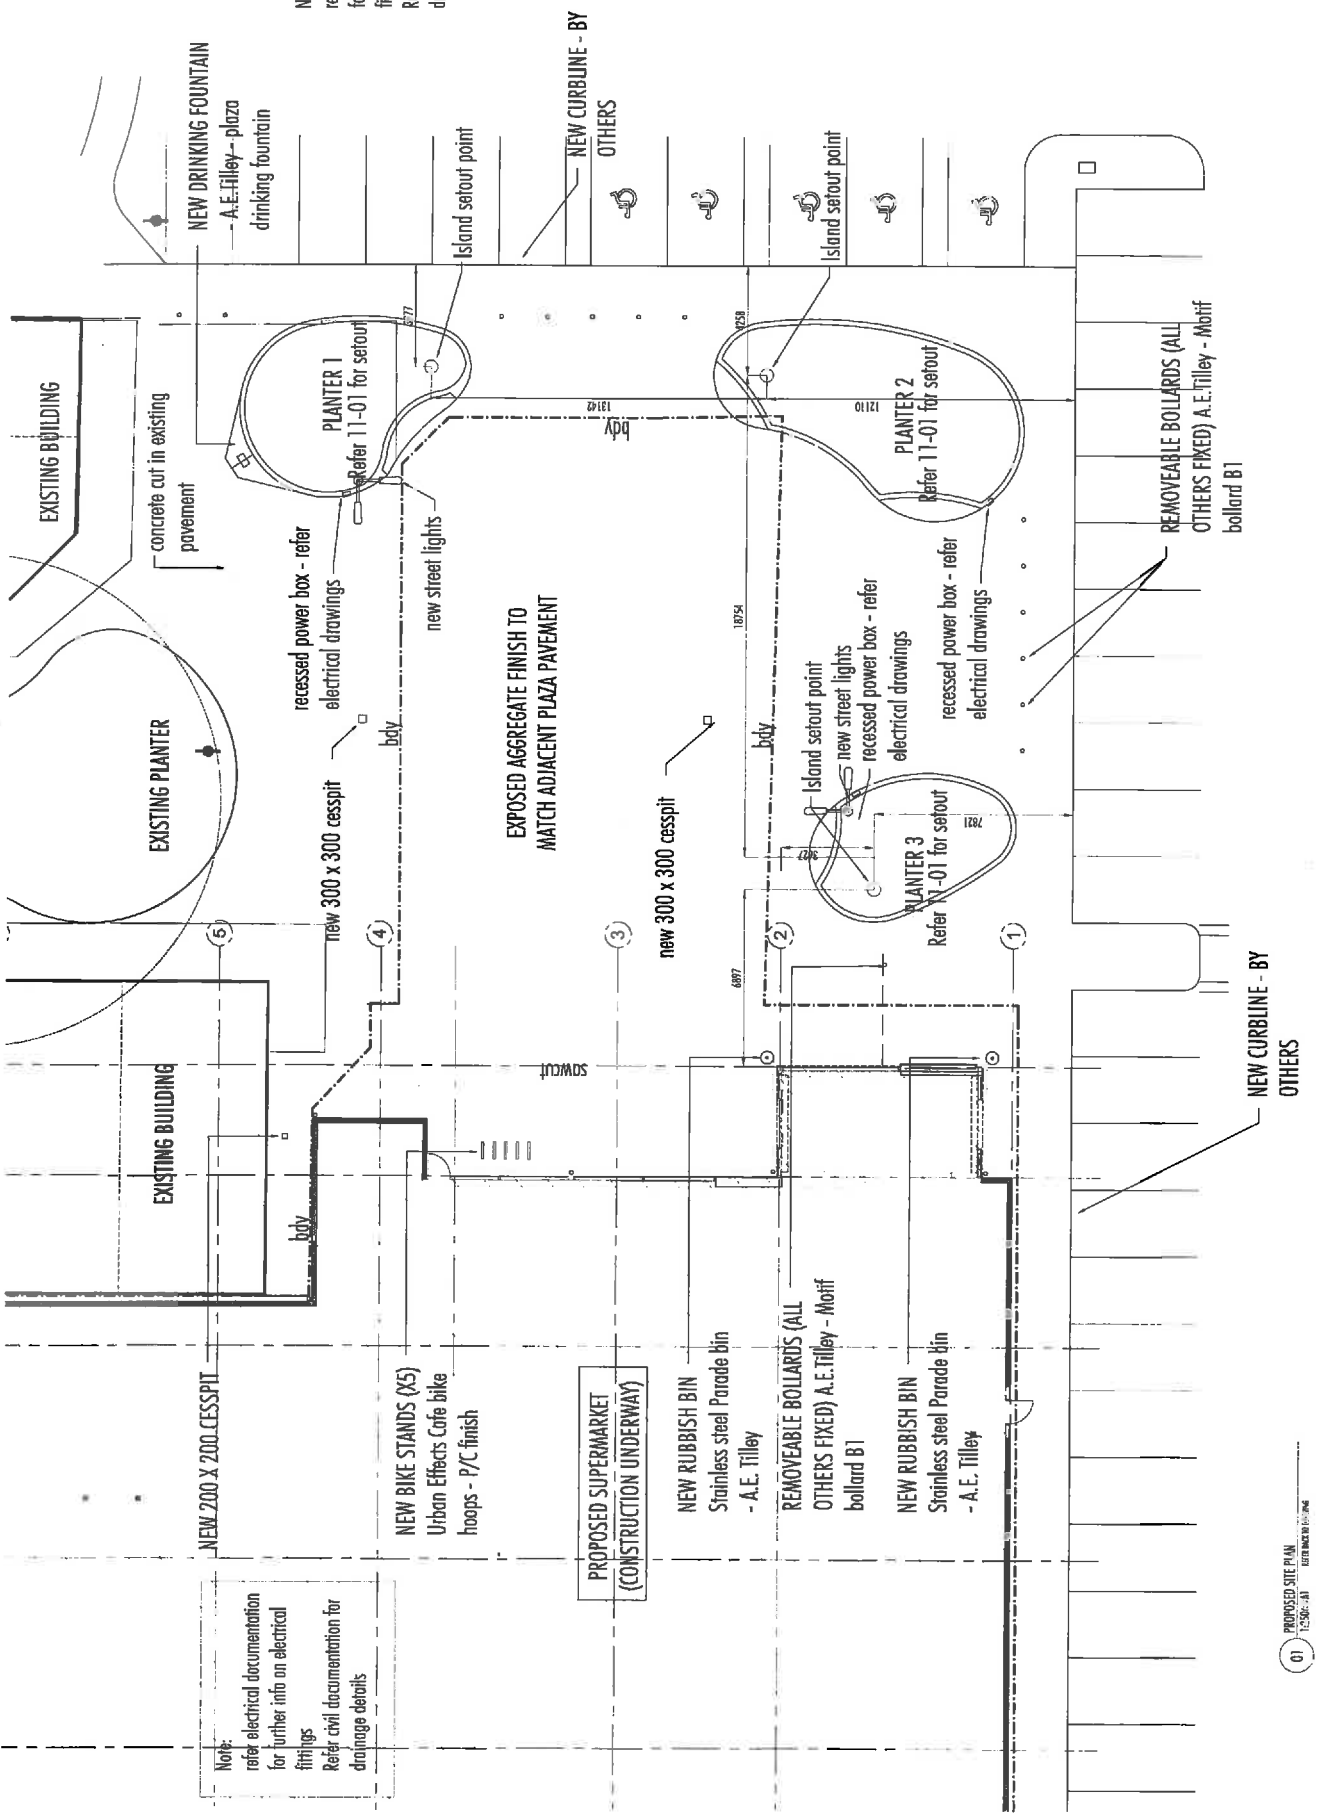 Note:
refer electrical documentation
for further info on electrical
fittings
Refer civil documentation for
drainage details
NEW 200 X 200 CESSPIT
EXISTING BUILDING
EXISTING PLANTER
EXISTING BUILDING
concrete cut in existing
pavement
NEW DRINKING FOUNTAIN
- A.E.Tilley - plaza
drinking fountain
bdy
5
4
new 300 x 300 cesspit
bdy
recessed power box - refer
electrical drawings
new street lights
PLANTER 1
Refer 11-01 for setout
Island setout point
NEW BIKE STANDS (X5)
Urban Effects Cafe bike
hoops - P/C finish
sawcut
EXPOSED AGGREGATE FINISH TO
MATCH ADJACENT PLAZA PAVEMENT
13142
bdy
NEW CURBLINE - BY
OTHERS
PROPOSED SUPERMARKET
(CONSTRUCTION UNDERWAY)
3
new 300 x 300 cesspit
6897
18754
4258
bdy
NEW RUBBISH BIN
Stainless steel Parade bin
- A.E. Tilley
2
REMOVEABLE BOLLARDS (ALL
OTHERS FIXED) A.E.Tilley - Motif
bollard B1
Island setout point
new street lights
recessed power box - refer
electrical drawings
Island setout point
12110
PLANTER 2
Refer 11-01 for setout
NEW RUBBISH BIN
Stainless steel Parade bin
- A.E. Tilley
PLANTER 3
Refer 11-01 for setout
7821
recessed power box - refer
electrical drawings
1
REMOVEABLE BOLLARDS (ALL
OTHERS FIXED) A.E.Tilley - Motif
bollard B1
NEW CURBLINE - BY
OTHERS
01
PROPOSED SITE PLAN